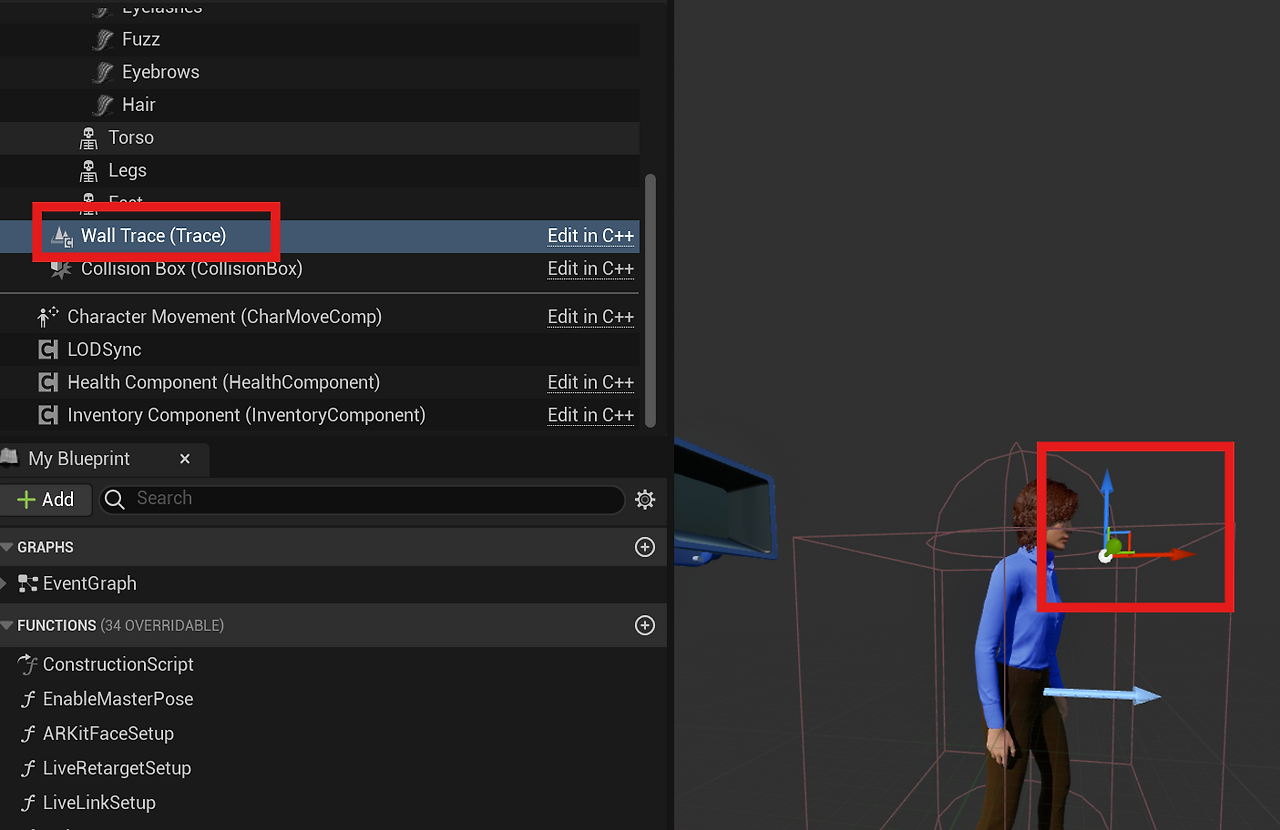 Eyelashes
Fuzz
Eyebrows
Hair
Torso
Legs
Feet
Wall Trace (Trace) Edit in C++
Collision Box (CollisionBox) Edit in C++
Character Movement (CharMoveComp) Edit in C++
LODSync
Health Component (HealthComponent) Edit in C++
Inventory Component (InventoryComponent) Edit in C++
My Blueprint
Add Search
GRAPHS
EventGraph
FUNCTIONS (34 OVERRIDABLE)
ConstructionScript
EnableMasterPose
ARKitFaceSetup
LiveRetargetSetup
LiveLinkSetup